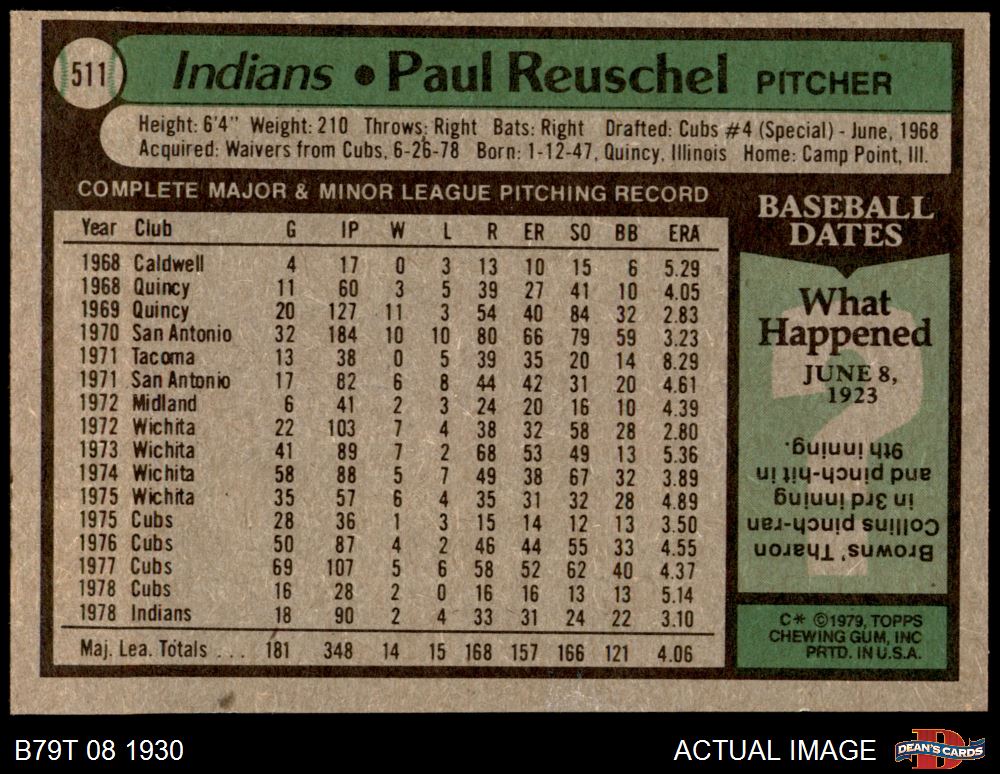 511
Indians • Paul Reuschel PITCHER
Height: 6'4" Weight: 210 Throws: Right Bats: Right Drafted: Cubs #4 (Special) - June, 1968
Acquired: Waivers from Cubs, 6-26-78 Born: 1-12-47, Quincy, Illinois Home: Camp Point, Ill.
COMPLETE MAJOR & MINOR LEAGUE PITCHING RECORD
Year Club G IP W L R ER SO BB ERA
1968 Caldwell 4 17 0 3 13 10 15 6 5.29
1968 Quincy 11 60 3 5 39 27 41 10 4.05
1969 Quincy 20 127 11 3 54 40 84 32 2.83
1970 San Antonio 32 184 10 10 80 66 79 59 3.23
1971 Tacoma 13 38 0 5 39 35 20 14 8.29
1971 San Antonio 17 82 6 8 44 42 31 20 4.61
1972 Midland 6 41 2 3 24 20 16 10 4.39
1972 Wichita 22 103 7 4 38 32 58 28 2.80
1973 Wichita 41 89 7 2 68 53 49 13 5.36
1974 Wichita 58 88 5 7 49 38 67 32 3.89
1975 Wichita 35 57 6 4 35 31 32 28 4.89
1975 Cubs 28 36 1 3 15 14 12 13 3.50
1976 Cubs 50 87 4 2 46 44 55 33 4.55
1977 Cubs 69 107 5 6 58 52 62 40 4.37
1978 Cubs 16 28 2 0 16 16 13 13 5.14
1978 Indians 18 90 2 4 33 31 24 22 3.10
Maj. Lea. Totals . . . 181 348 14 15 168 157 166 121 4.06
BASEBALL
DATES
What
Happened
JUNE 8,
1923
?
Browns' Tharon
Collins pinch-ran
in 3rd inning
and pinch-hit in
9th inning.
C* ©1979, TOPPS
CHEWING GUM, INC
PRTD. IN U.S.A.
B79T 08 1930
ACTUAL IMAGE
DEAN'S CARDS